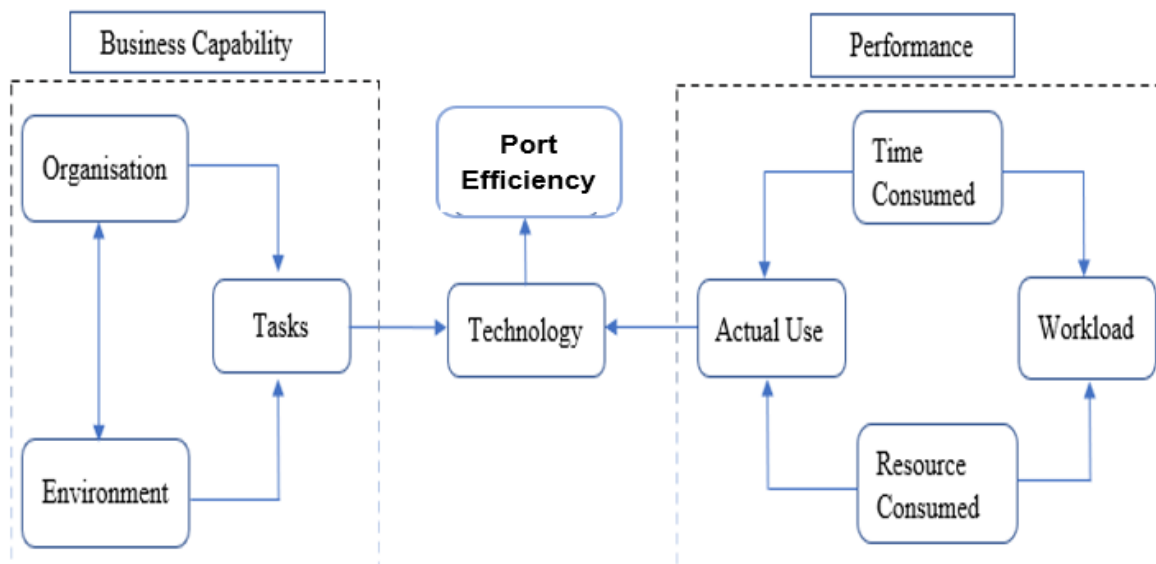 Business Capability
Performance
Organisation
Port
Efficiency
Time
Consumed
Tasks
Technology
Actual Use
Workload
Environment
Resource
Consumed